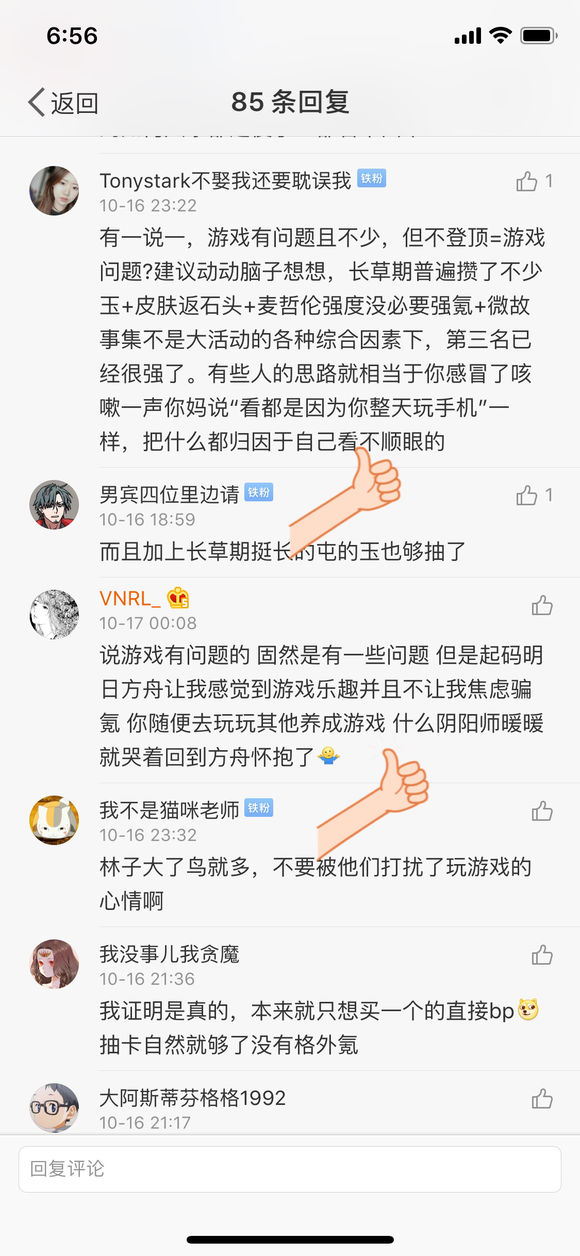 6:56
返回
85 条回复
Tonystark不娶我还要耽误我 铁粉
1
10-16 23:22
有一说一，游戏有问题且不少，但不登顶=游戏
问题?建议动动脑子想想，长草期普遍攒了不少
玉+皮肤返石头+麦哲伦强度没必要强氪+微故
事集不是大活动的各种综合因素下，第三名已
经很强了。有些人的思路就相当于你感冒了咳
嗽一声你妈说“看都是因为你整天玩手机”一
样，把什么都归因于自己看不顺眼的
男宾四位里边请 铁粉
1
10-16 18:59
而且加上长草期挺长的屯的玉也够抽了
VNRL_
10-17 00:08
说游戏有问题的 固然是有一些问题 但是起码明
日方舟让我感觉到游戏乐趣并且不让我焦虑骗
氪 你随便去玩玩其他养成游戏 什么阴阳师暖暖
就哭着回到方舟怀抱了
我不是猫咪老师 铁粉
10-16 23:32
林子大了鸟就多，不要被他们打扰了玩游戏的
心情啊
我没事儿我贪魔
10-16 21:36
我证明是真的，本来就只想买一个的直接bp
抽卡自然就够了没有格外氪
大阿斯蒂芬格格1992
10-16 21:17
回复评论